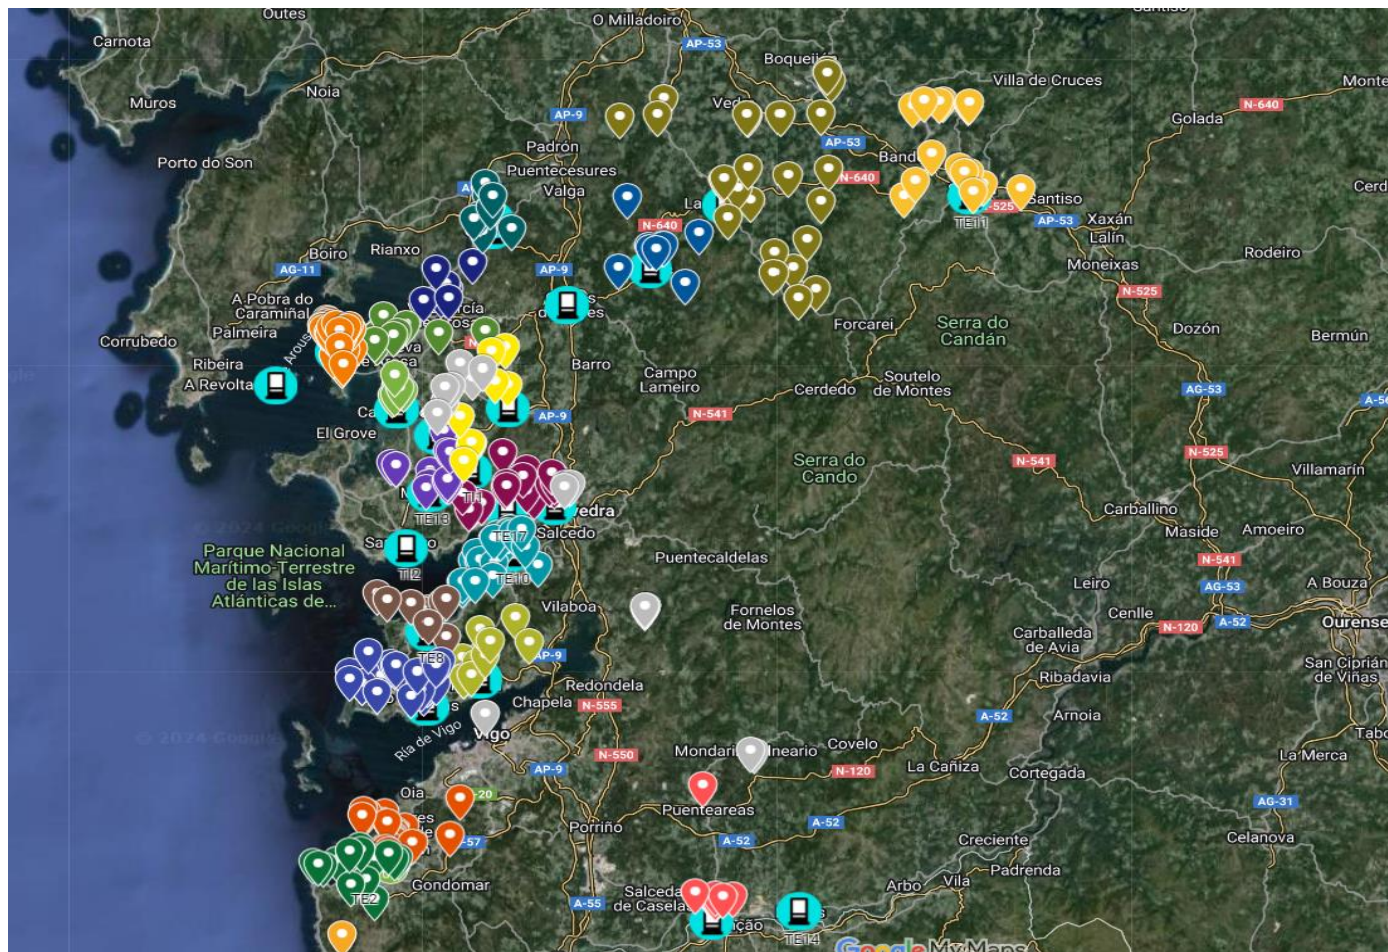 Outes
Santiso
O Milladoiro
Carnota
AP-53
Boqueijón
Villa de Cruces
Monte
Noia
Muros
N-640
Golada
AP-9
AP-53
Padrón
Porto do Son
Puentecesures
Valga
N-640
Cerd
N-525
Santiso
AP-53
TE11
Xaxán
Lalín
N-640
Rianxo
Boiro
Rodeiro
AG-11
AP-9
Moneixas
N-525
A Pobra do
Caramiñal
Palmeira
Forcarei
Serra do
Candán
Dozón
Bermún
Corrubedo
Ribeira
A Revolta
Barro
Campo
Lameiro
Cerdedo
Soutelo
de Montes
AG-53
N-541
AP-9
El Grove
N-525
Serra do
Cando
N-541
Villamarín
TI1
TE13
Carballino
Maside
Amoeiro
Salcedo
TE17
Parque Nacional
Marítimo-Terrestre
de las Islas
Atlánticas de...
TI2
TE10
Puentecaldelas
N-541
Leiro
AG-53
A Bouza
Vilaboa
Fornelos
de Montes
Cenlle
A-52
N-120
Ourense
Carballeda
de Avia
TE8
AP-9
San Ciprián
de Viñas
Ribadavia
Redondela
Chapela
N-555
A-52
Arnoia
Ría de Vigo
Vigo
Covelo
N-550
La Merca
La Cañiza
AP-9
N-120
Cortegada
Oia
Puenteareas
AG-31
A-52
Porriño
A-52
Creciente
Celanova
Padrenda
Gondomar
Vila
Arbo
Salceda
de Caselas
TE2
A-55
TE14
Google My Maps